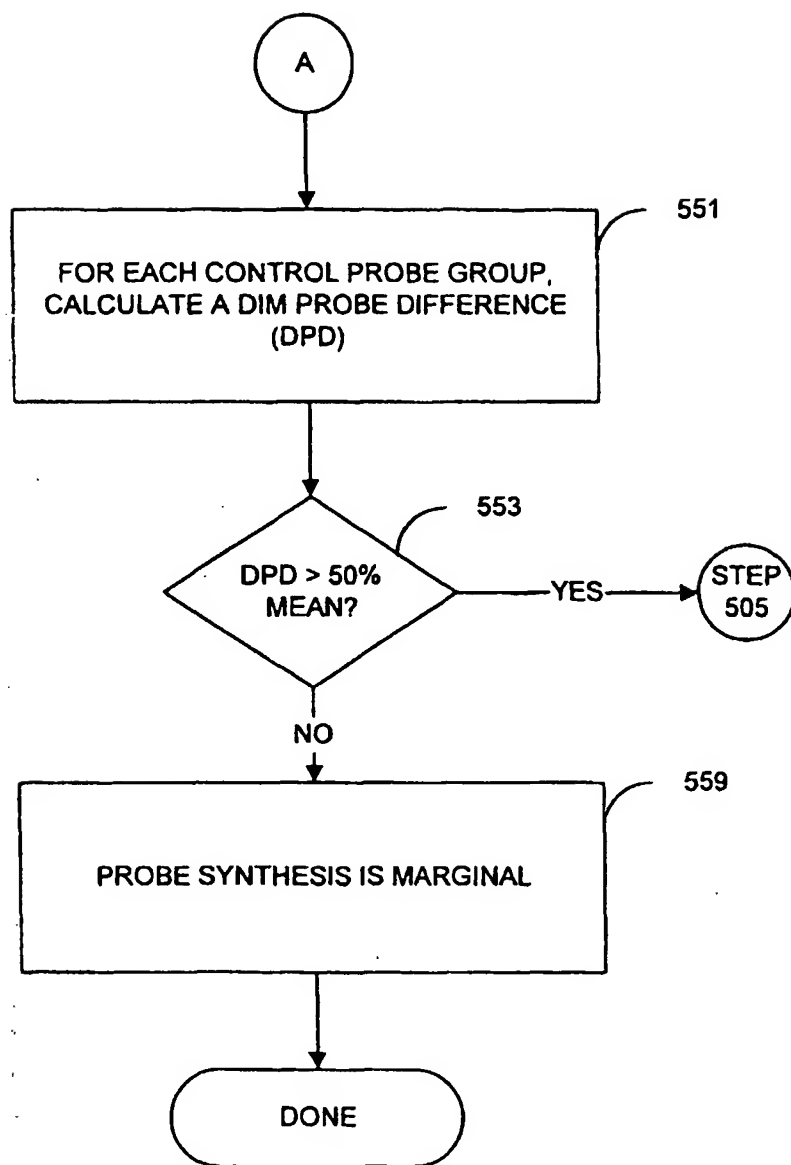 A
551
FOR EACH CONTROL PROBE GROUP,
CALCULATE A DIM PROBE DIFFERENCE
(DPD)
553
DPD > 50%
MEAN?
YES
STEP
505
NO
559
PROBE SYNTHESIS IS MARGINAL
DONE